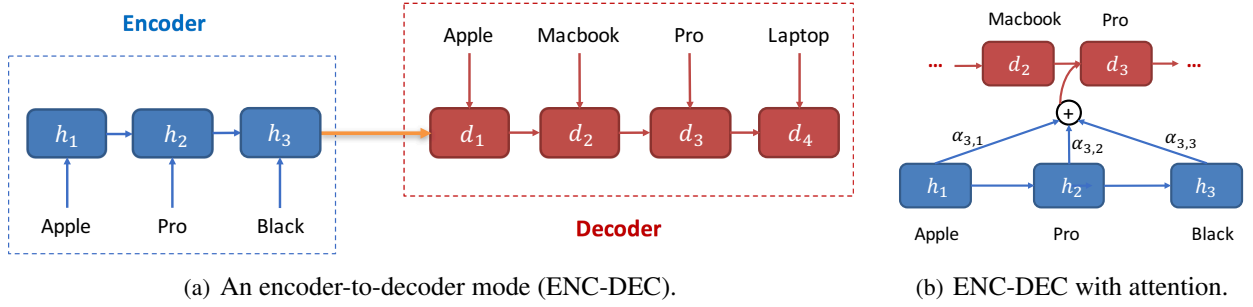 Encoder
h₁ h₂ h₃
Apple Pro Black
Apple Macbook Pro Laptop
d₁ d₂ d₃ d₄
Decoder
(a) An encoder-to-decoder mode (ENC-DEC).
Macbook Pro
... d₂ d₃ ...
+
α₃,₁ α₃,₂ α₃,₃
h₁ h₂ h₃
Apple Pro Black
(b) ENC-DEC with attention.